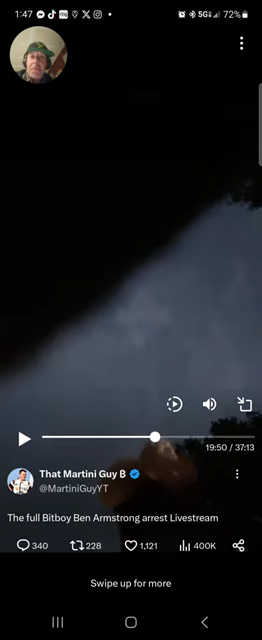 1:47
5G
72%
19:50 / 37:13
That Martini Guy B
@MartiniGuyYT
The full Bitboy Ben Armstrong arrest Livestream
340 228 1,121 400K
Swipe up for more